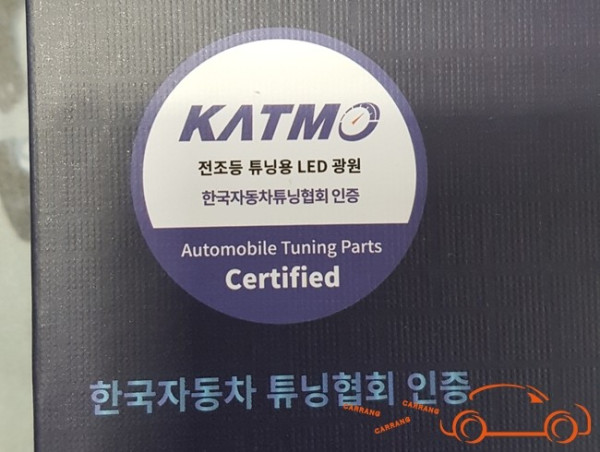 KATMO
전조등 튜닝용 LED 광원
한국자동차튜닝협회 인증
Automobile Tuning Parts
Certified
한국자동차 튜닝협회 인증
CARRANG
CARRANG
CARRANG